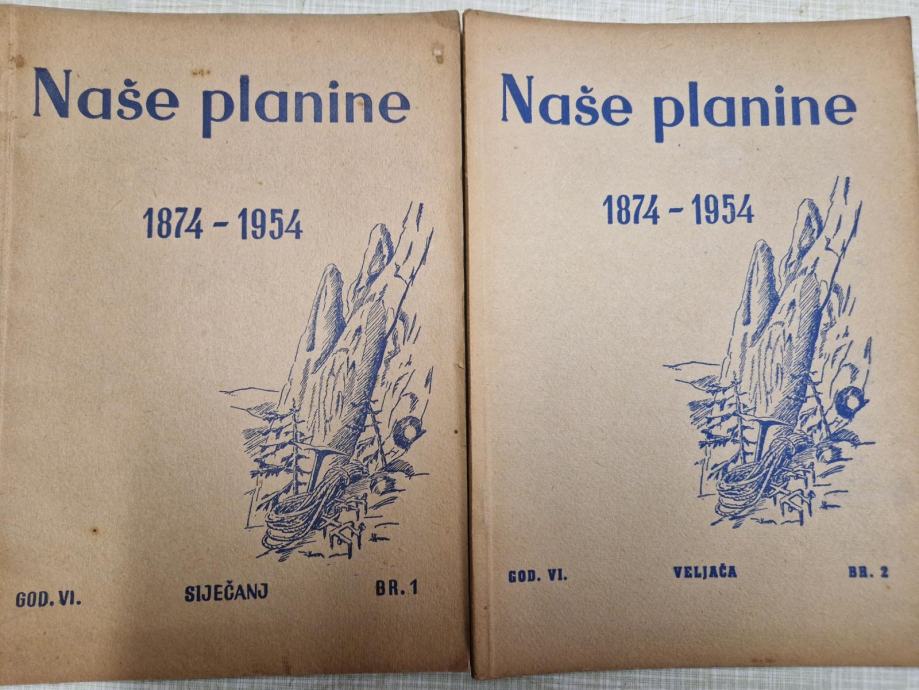 Naše planine
1874 - 1954
GOD. VI. SIJEČANJ BR. 1
Naše planine
1874 - 1954
GOD. VI. VELJAČA BR. 2